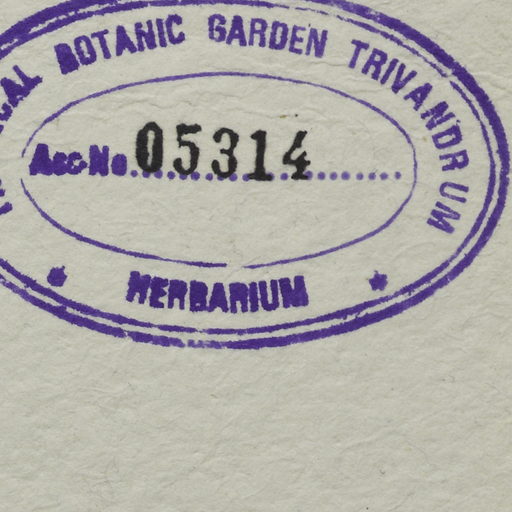 BOTANIC GARDEN TRIVANDRUM
Acc. No. 05314
HERBARIUM